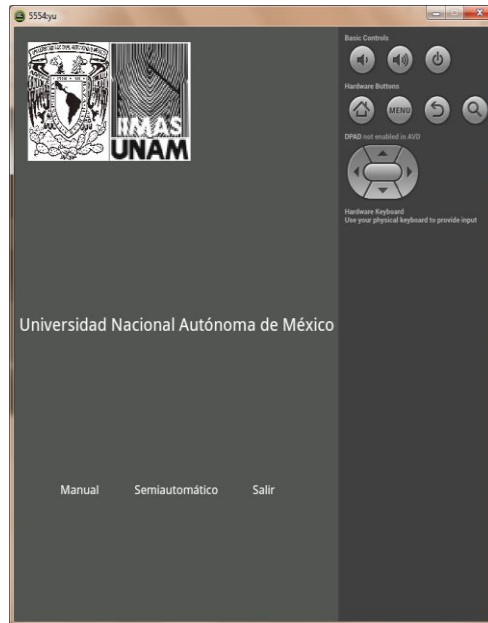 5554:yu
IIMAS
UNAM
Universidad Nacional Autónoma de México
Manual Semiautomático Salir
Basic Controls
Hardware Buttons
MENU
DPAD not enabled in AVD
Hardware Keyboard
Use your physical keyboard to provide input